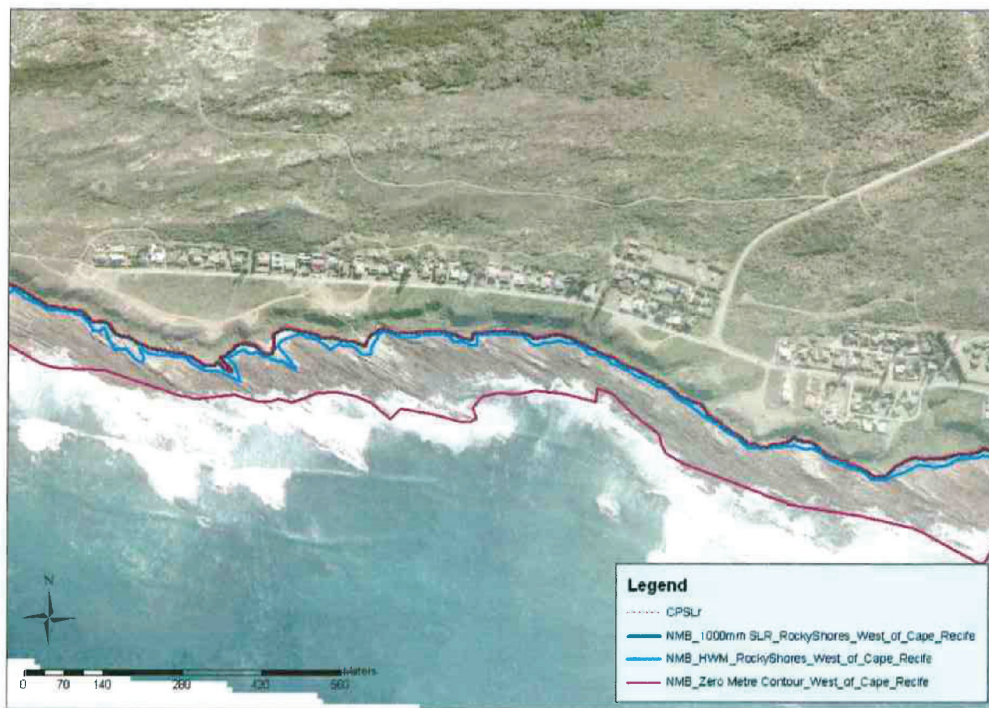 N
Meters
0 70 140 280 420 560
Legend
CPSLr
NMB_1000mm SLR_RockyShores_West_of_Cape_Recife
NMB_HWM_RockyShores_West_of_Cape_Recife
NMB_Zero Metre Contour_West_of_Cape_Recife